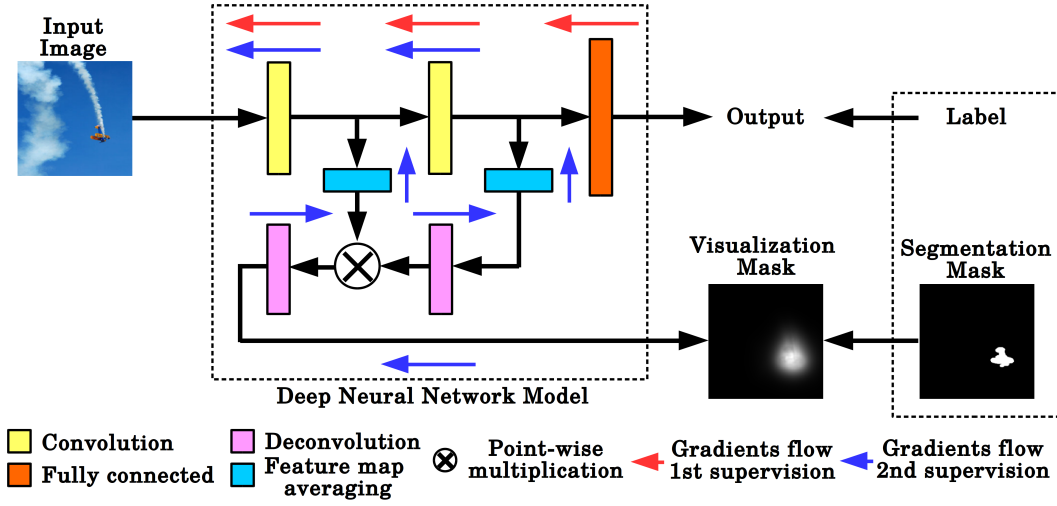 Input
Image
Output
Label
Visualization
Mask
Segmentation
Mask
Deep Neural Network Model
Convolution
Fully connected
Deconvolution
Feature map
averaging
Point-wise
multiplication
Gradients flow
1st supervision
Gradients flow
2nd supervision